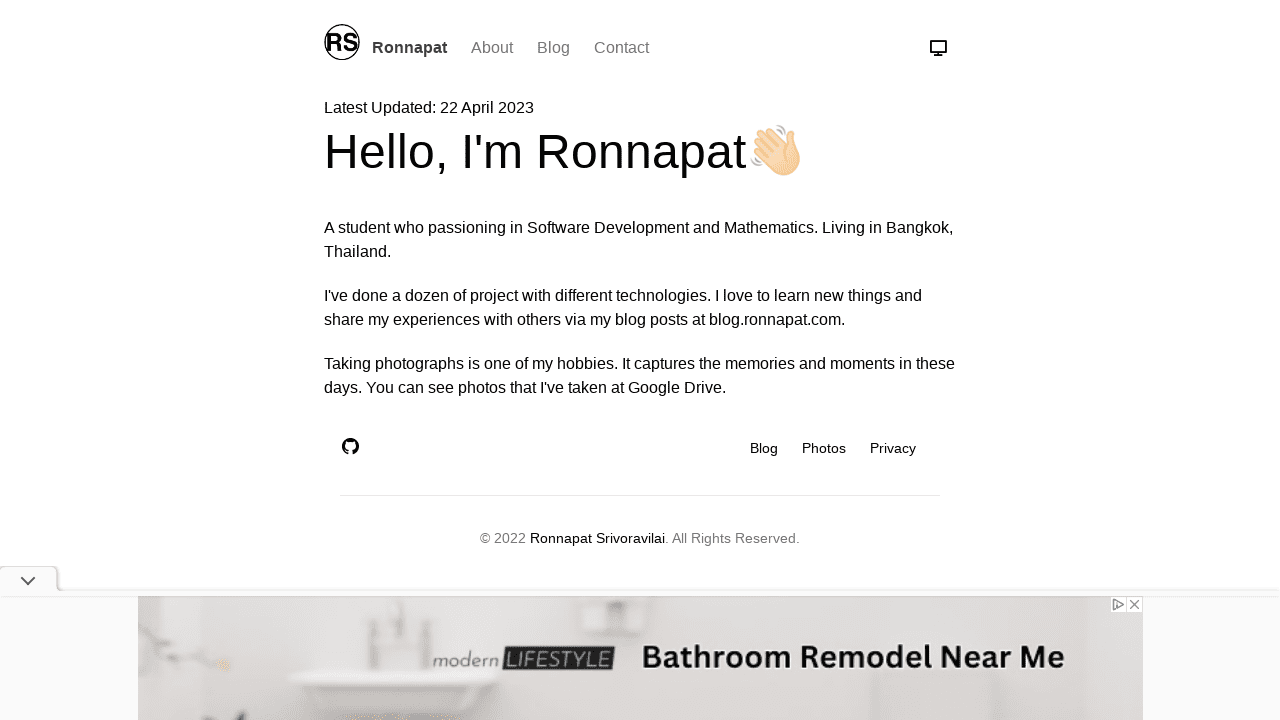 RS
Ronnapat About Blog Contact
Latest Updated: 22 April 2023
Hello, I'm Ronnapat👋🏻
A student who passioning in Software Development and Mathematics. Living in Bangkok,
Thailand.
I've done a dozen of project with different technologies. I love to learn new things and
share my experiences with others via my blog posts at blog.ronnapat.com.
Taking photographs is one of my hobbies. It captures the memories and moments in these
days. You can see photos that I've taken at Google Drive.
Blog Photos Privacy
© 2022 Ronnapat Srivoravilai. All Rights Reserved.
modern LIFESTYLE Bathroom Remodel Near Me